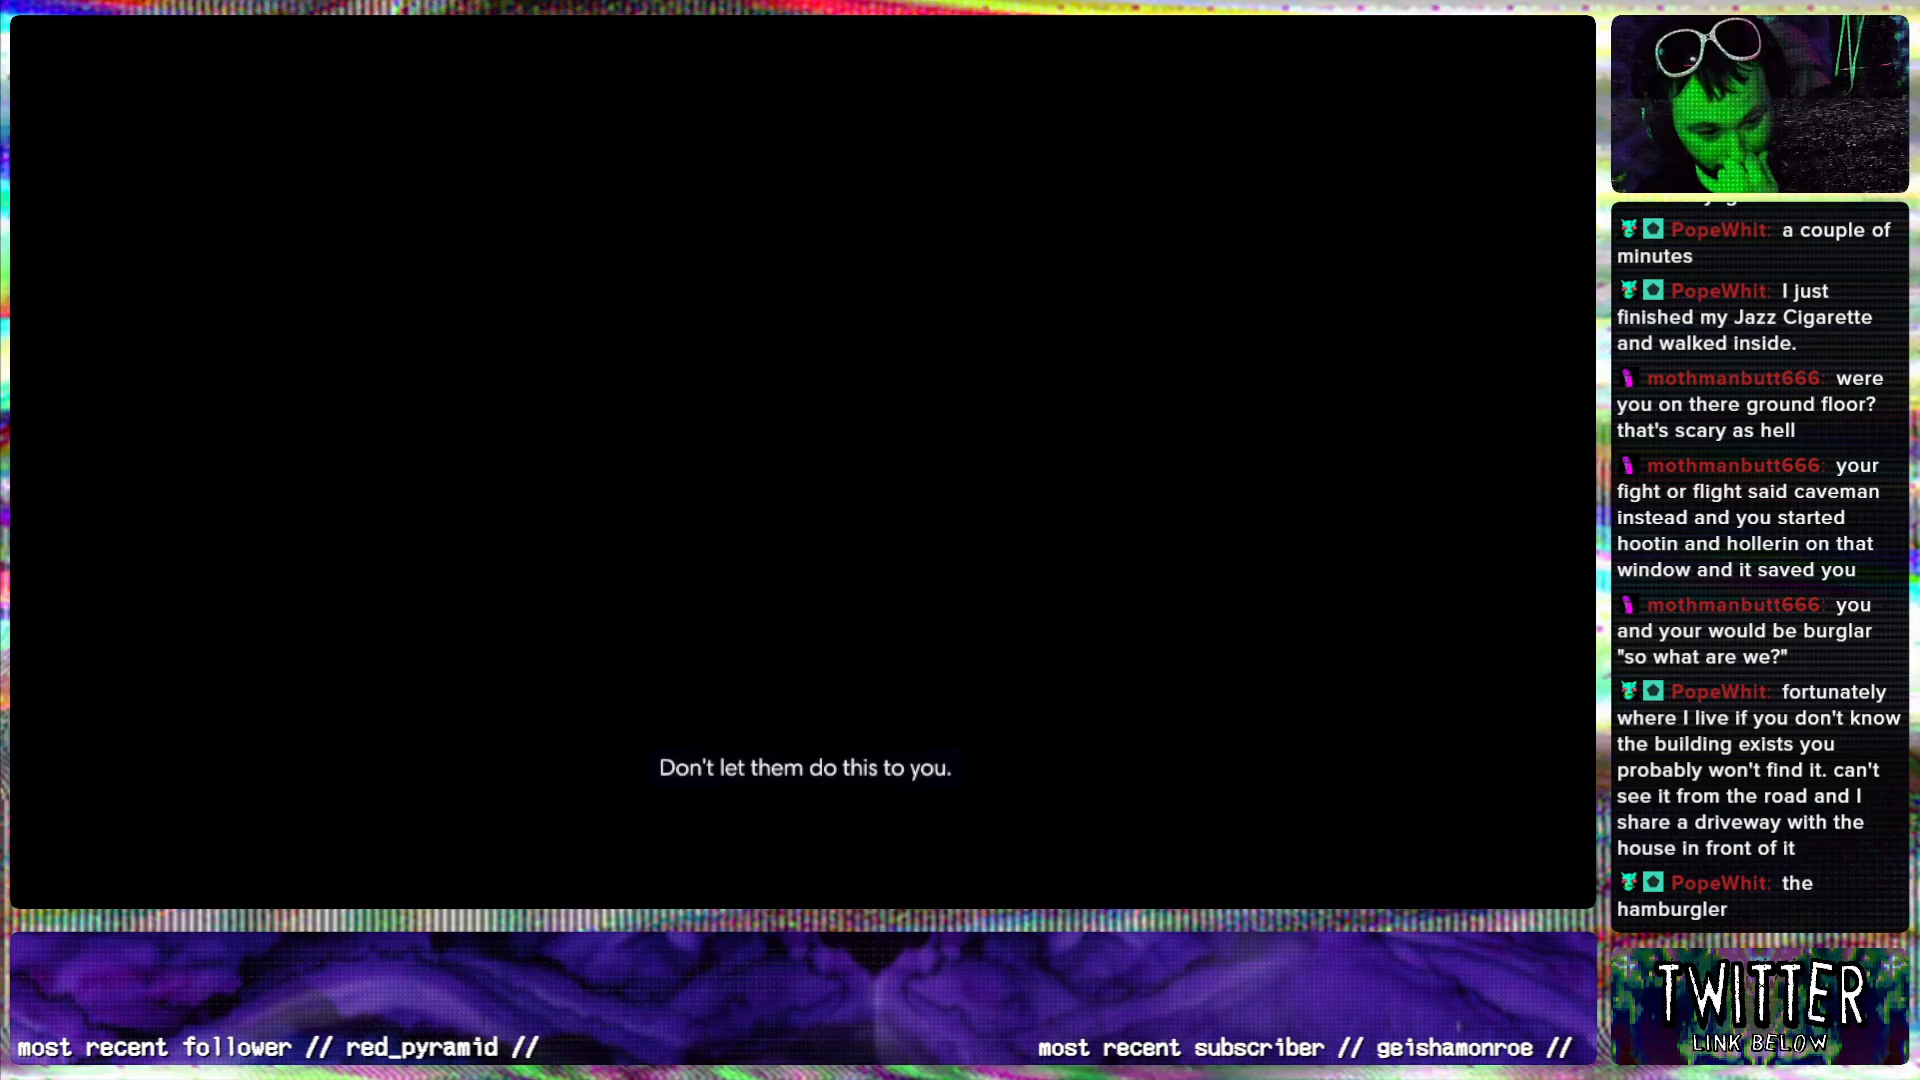 Don't let them do this to you.
PopeWhit: a couple of
minutes
PopeWhit: I just
finished my Jazz Cigarette
and walked inside.
mothmanbutt666: were
you on there ground floor?
that's scary as hell
mothmanbutt666: your
fight or flight said caveman
instead and you started
hootin and hollerin on that
window and it saved you
mothmanbutt666: you
and your would be burglar
"so what are we?"
PopeWhit: fortunately
where I live if you don't know
the building exists you
probably won't find it. can't
see it from the road and I
share a driveway with the
house in front of it
PopeWhit: the
hamburgler
most recent follower // red_pyramid //
most recent subscriber // geishamonroe //
TWITTER
LINK BELOW